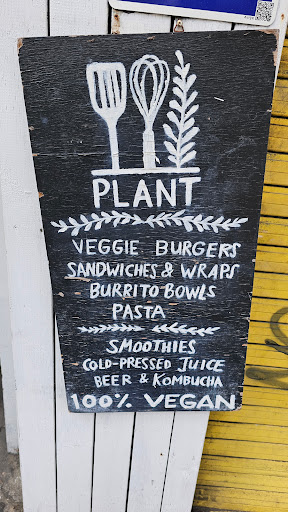 PLANT
VEGGIE BURGERS
SANDWICHES & WRAPS
BURRITO BOWLS
PASTA
SMOOTHIES
COLD-PRESSED JUICE
BEER & KOMBUCHA
100% VEGAN